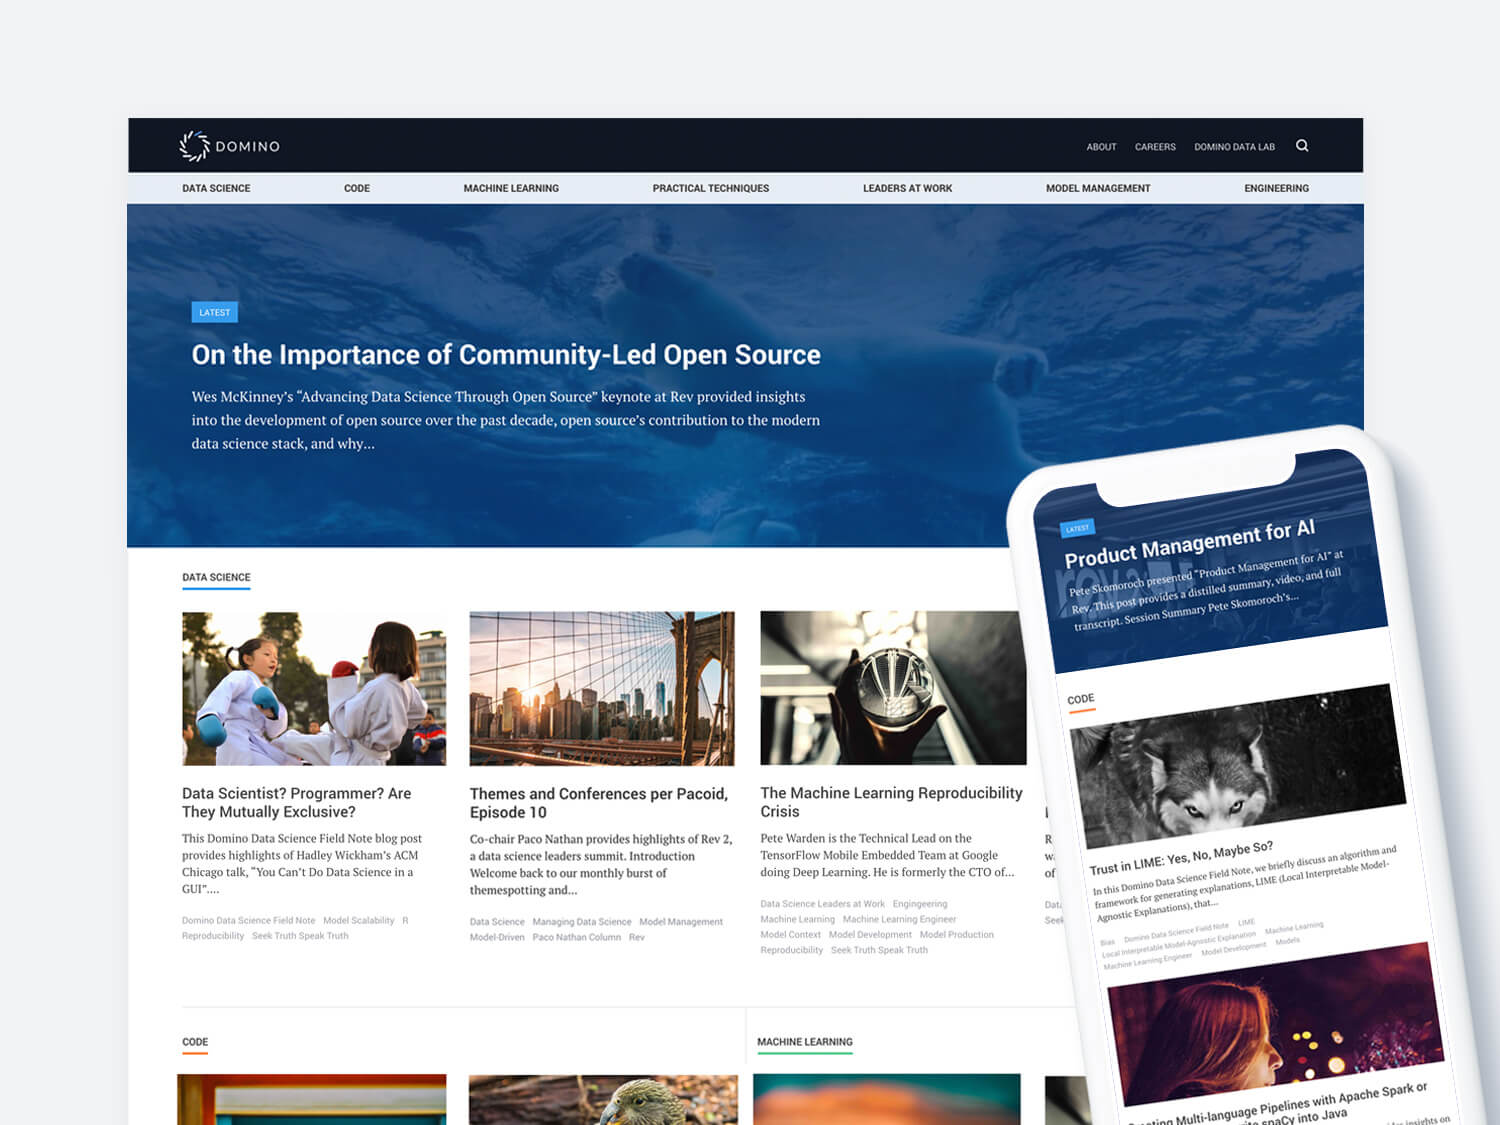 DOMINO
ABOUT CAREERS DOMINO DATA LAB
DATA SCIENCE CODE MACHINE LEARNING PRACTICAL TECHNIQUES LEADERS AT WORK MODEL MANAGEMENT ENGINEERING
LATEST
On the Importance of Community-Led Open Source
Wes McKinney’s “Advancing Data Science Through Open Source” keynote at Rev provided insights
into the development of open source over the past decade, open source’s contribution to the modern
data science stack, and why...
DATA SCIENCE
Data Scientist? Programmer? Are
They Mutually Exclusive?
This Domino Data Science Field Note blog post
provides highlights of Hadley Wickham’s ACM
Chicago talk, “You Can’t Do Data Science in a
GUI”....
Domino Data Science Field Note Model Scalability R
Reproducibility Seek Truth Speak Truth
Themes and Conferences per Pacoid,
Episode 10
Co-chair Paco Nathan provides highlights of Rev 2,
a data science leaders summit. Introduction
Welcome back to our monthly burst of
themespotting and...
Data Science Managing Data Science Model Management
Model-Driven Paco Nathan Column Rev
The Machine Learning Reproducibility
Crisis
Pete Warden is the Technical Lead on the
TensorFlow Mobile Embedded Team at Google
doing Deep Learning. He is formerly the CTO of...
Data Science Leaders at Work Engingeering
Machine Learning Machine Learning Engineer
Model Context Model Development Model Production
Reproducibility Seek Truth Speak Truth
of
Seek
CODE
MACHINE LEARNING
LATEST
Product Management for AI
Pete Skomoroch presented “Product Management for AI” at
Rev. This post provides a distilled summary, video, and full
transcript. Session Summary Pete Skomoroch’s...
CODE
Trust in LIME: Yes, No, Maybe So?
In this Domino Data Science Field Note, we briefly discuss an algorithm and
framework for generating explanations, LIME (Local Interpretable Model-
Agnostic Explanations), that...
Bias Domino Data Science Field Note LIME
Local Interpretable Model-Agnostic Explanation Machine Learning
Machine Learning Engineer Model Development Models
Multi-language Pipelines with Apache Spark or
spaCy into Java
insights on